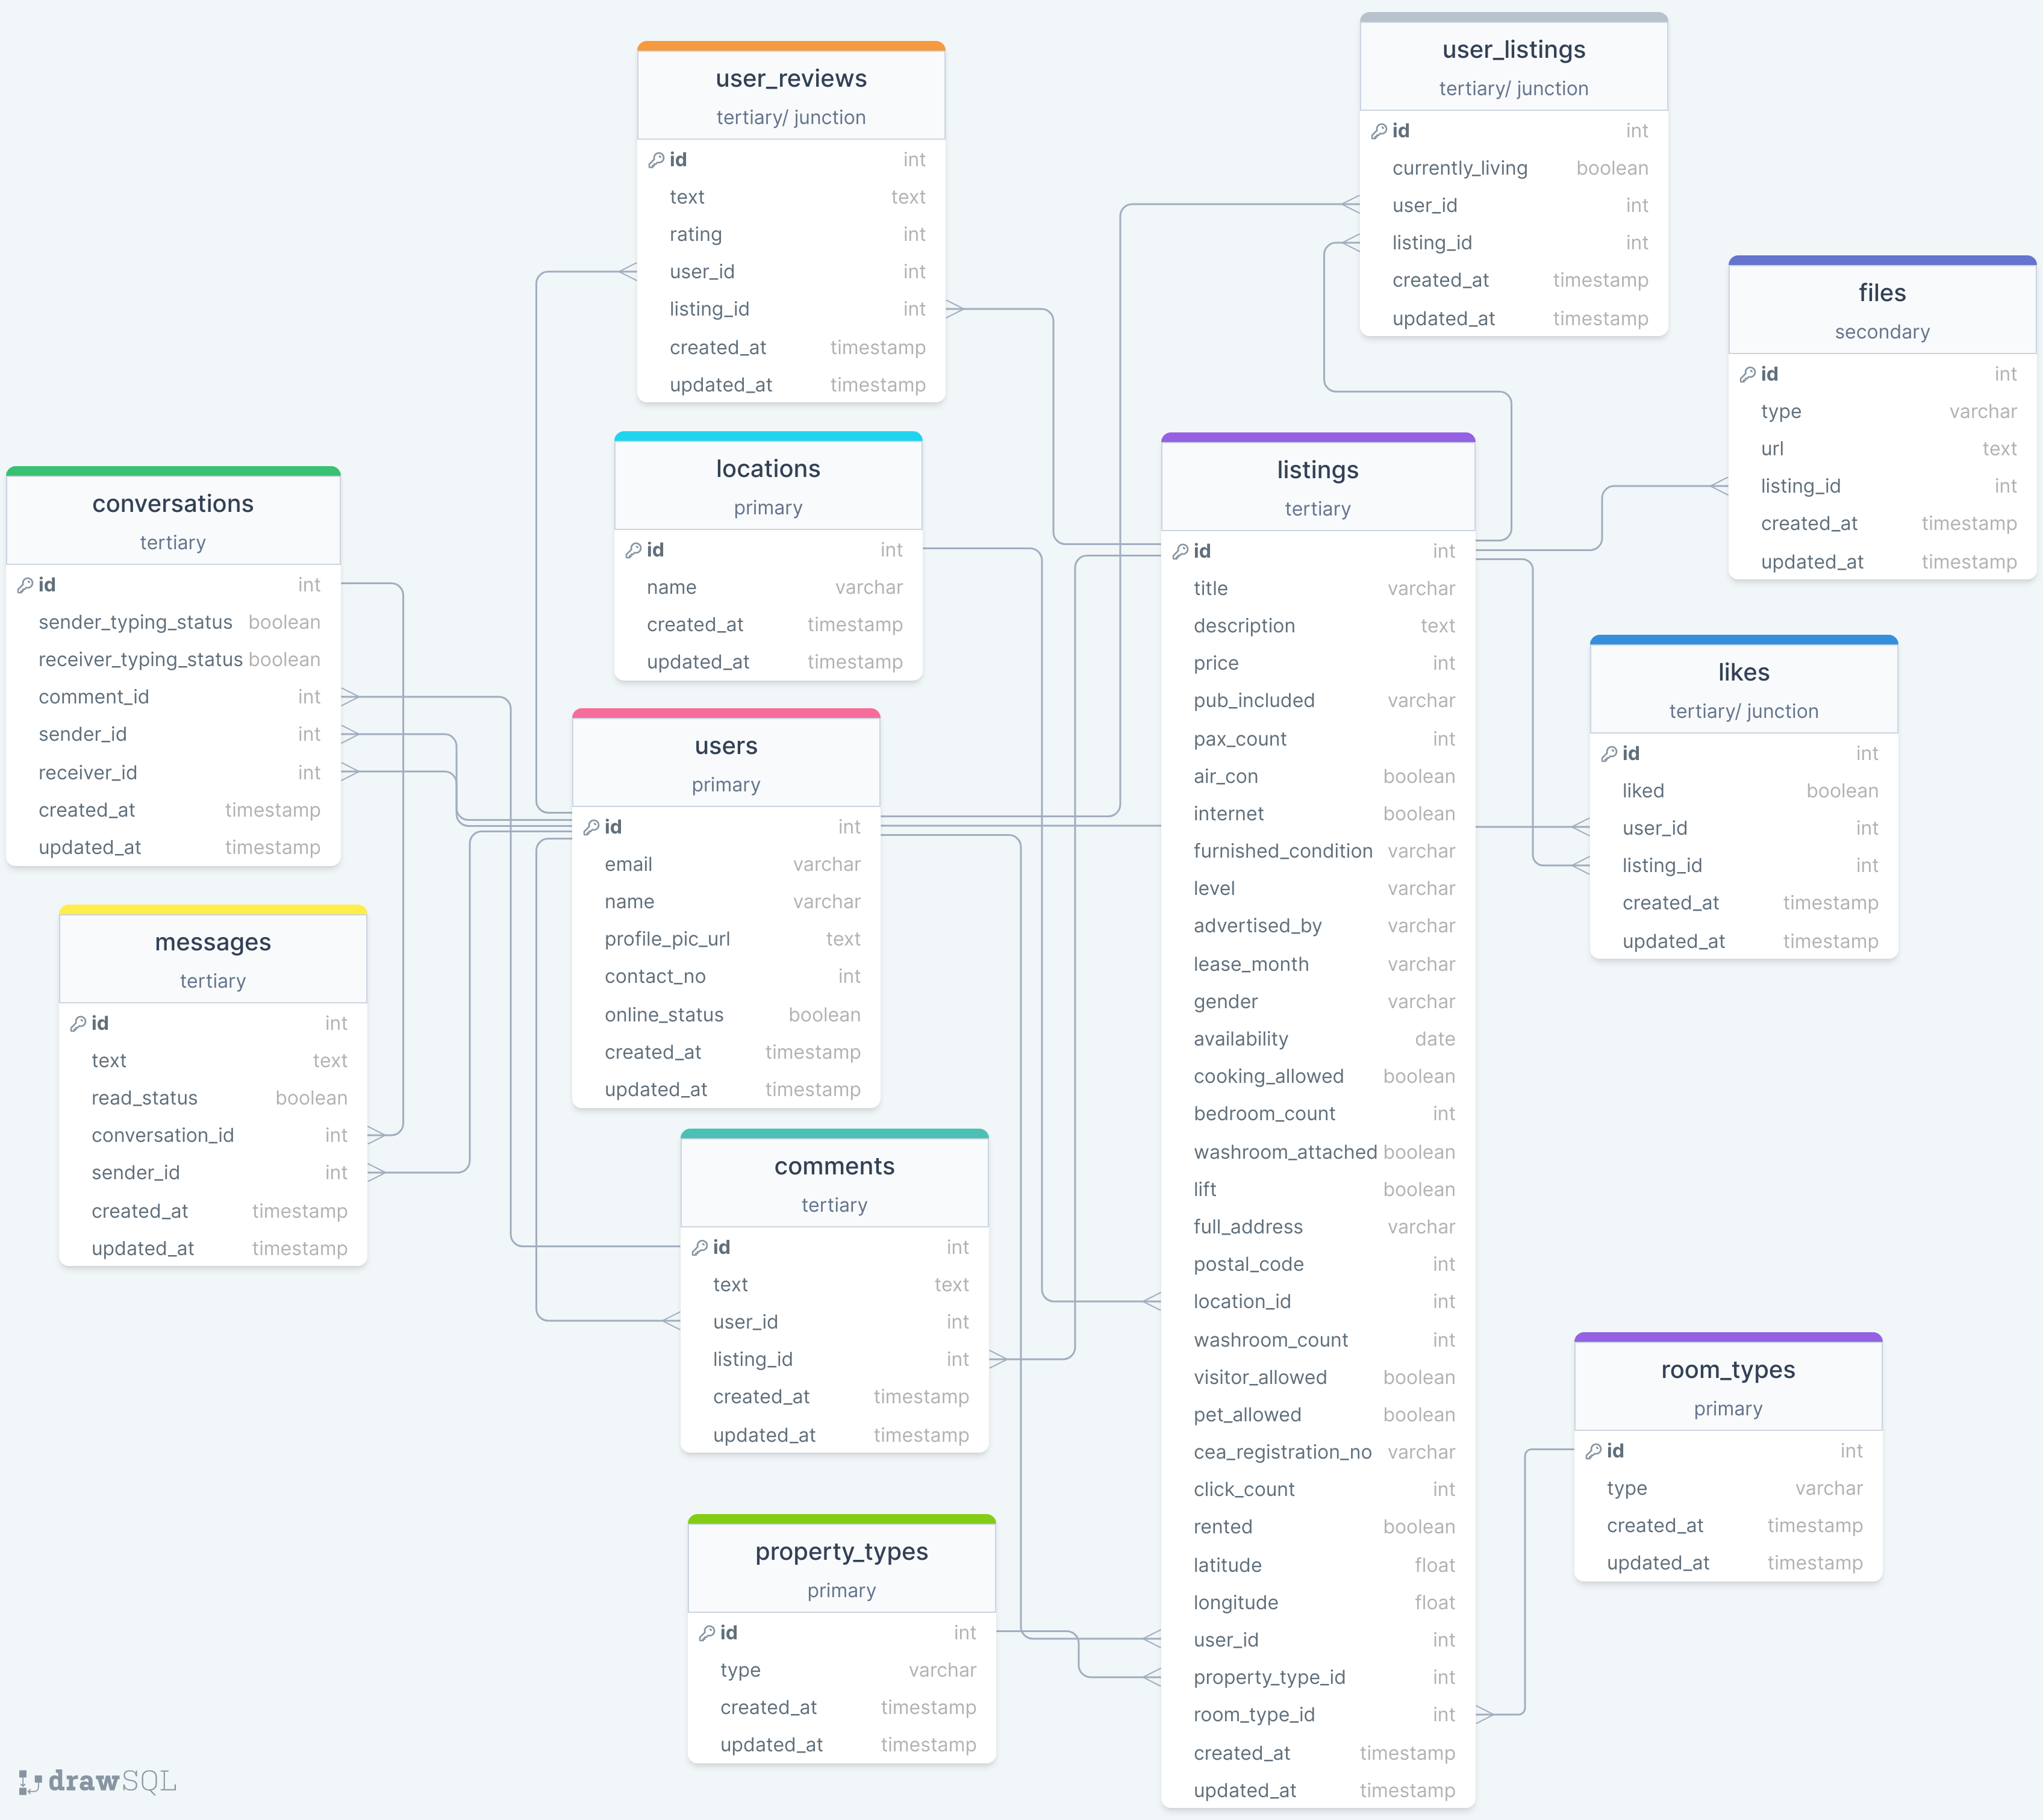 user_reviews
tertiary/ junction
id int
text text
rating int
user_id int
listing_id int
created_at timestamp
updated_at timestamp
user_listings
tertiary/ junction
id int
currently_living boolean
user_id int
listing_id int
created_at timestamp
updated_at timestamp
files
secondary
id int
type varchar
url text
listing_id int
created_at timestamp
updated_at timestamp
conversations
tertiary
id int
sender_typing_status boolean
receiver_typing_status boolean
comment_id int
sender_id int
receiver_id int
created_at timestamp
updated_at timestamp
locations
primary
id int
name varchar
created_at timestamp
updated_at timestamp
listings
tertiary
id int
title varchar
description text
price int
pub_included varchar
pax_count int
air_con boolean
internet boolean
furnished_condition varchar
level varchar
advertised_by varchar
lease_month varchar
gender varchar
availability date
cooking_allowed boolean
bedroom_count int
washroom_attached boolean
lift boolean
full_address varchar
postal_code int
location_id int
washroom_count int
visitor_allowed boolean
pet_allowed boolean
cea_registration_no varchar
click_count int
rented boolean
latitude float
longitude float
user_id int
property_type_id int
room_type_id int
created_at timestamp
updated_at timestamp
likes
tertiary/ junction
id int
liked boolean
user_id int
listing_id int
created_at timestamp
updated_at timestamp
users
primary
id int
email varchar
name varchar
profile_pic_url text
contact_no int
online_status boolean
created_at timestamp
updated_at timestamp
messages
tertiary
id int
text text
read_status boolean
conversation_id int
sender_id int
created_at timestamp
updated_at timestamp
comments
tertiary
id int
text text
user_id int
listing_id int
created_at timestamp
updated_at timestamp
room_types
primary
id int
type varchar
created_at timestamp
updated_at timestamp
property_types
primary
id int
type varchar
created_at timestamp
updated_at timestamp
drawSQL